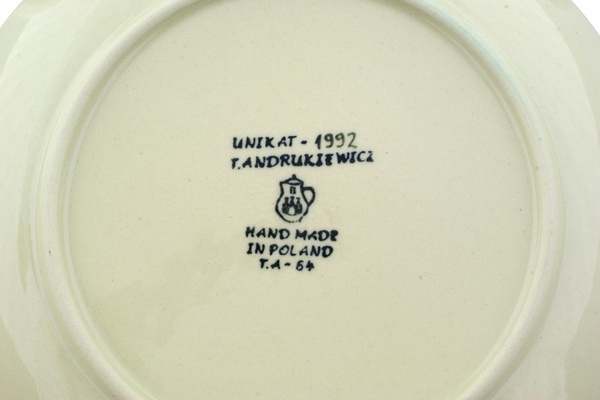 UNIKAT - 1992
T. ANDRUKIEWICZ
B
HAND MADE
IN POLAND
T.A - 64